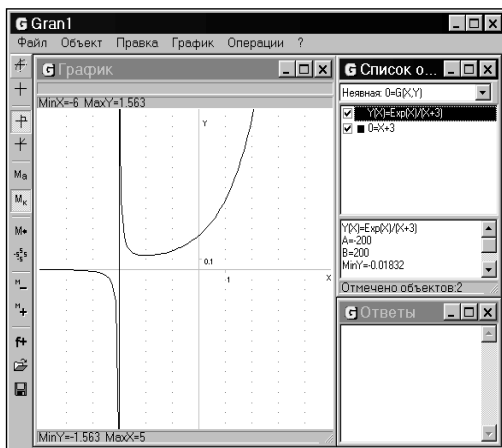 G Gran1
Файл Объект Правка График Операции ?
G График
MinX=-6 MaxY=1.563
Y
0.1
1
X
MinY=-1.563 MaxX=5
G Список о...
Неявная: 0=G(X,Y)
Y(X)=Exp(X)/(X+3)
0=X+3
Y(X)=Exp(X)/(X+3)
A=-200
B=200
MinY=-0.01832
Отмечено объектов:2
G Ответы
Ma
Mк
M+
M−
M+
f+